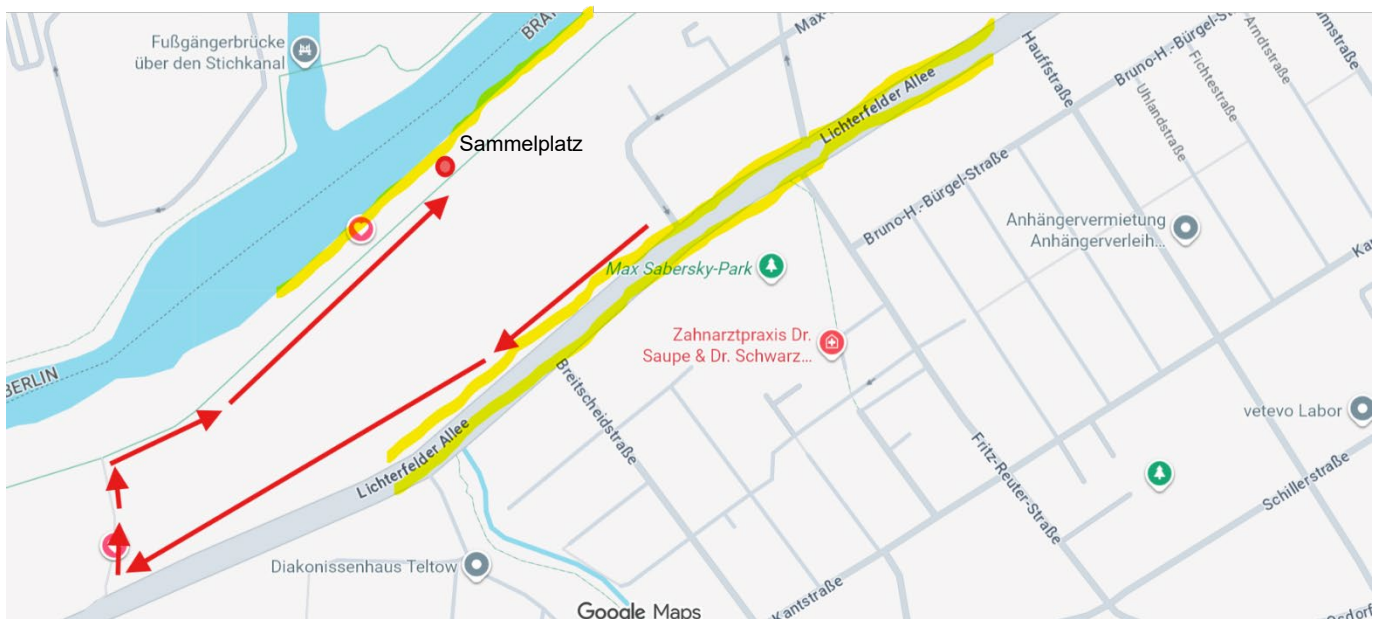 Fußgängerbrücke
über den Stichkanal
Sammelplatz
Lichterfelder Allee
Hauffstraße
Bruno-H.-Bürgel-Str
Arndtstraße
Fichtestraße
Uhlandstraße
Bruno-H.-Bürgel-Straße
Anhängervermietung
Anhängerverleih...
Max Sabersky-Park
Zahnarztpraxis Dr.
Saupe & Dr. Schwarz...
BERLIN
Breitscheidstraße
vetevo Labor
Fritz-Reuter-Straße
Schillerstraße
Lichterfelder Allee
Diakonissenhaus Teltow
Kantstraße
Google Maps